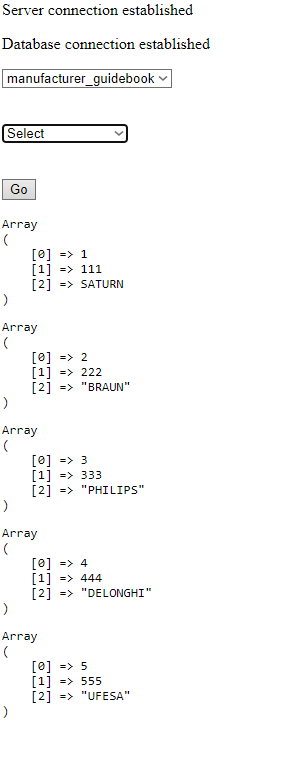 Server connection established
Database connection established
manufacturer_guidebook
Select
Go
Array
(
[0] => 1
[1] => 111
[2] => SATURN
)
Array
(
[0] => 2
[1] => 222
[2] => "BRAUN"
)
Array
(
[0] => 3
[1] => 333
[2] => "PHILIPS"
)
Array
(
[0] => 4
[1] => 444
[2] => "DELONGHI"
)
Array
(
[0] => 5
[1] => 555
[2] => "UFESA"
)